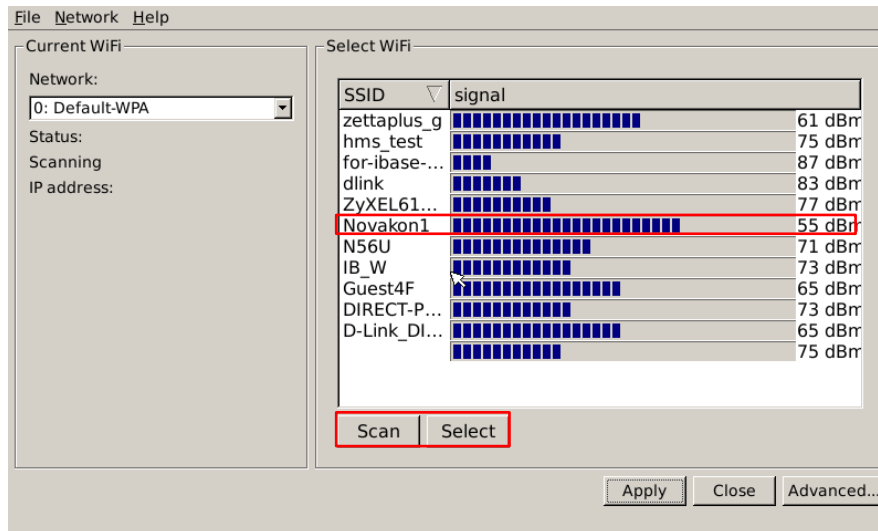 File Network Help
Current WiFi
Network:
0: Default-WPA
Status:
Scanning
IP address:
Select WiFi
SSID signal
zettaplus_g 61 dBm
hms_test 75 dBm
for-ibase-... 87 dBm
dlink 83 dBm
ZyXEL61... 77 dBm
Novakon1 55 dBm
N56U 71 dBm
IB_W 73 dBm
Guest4F 65 dBm
DIRECT-P... 73 dBm
D-Link_DI... 65 dBm
75 dBm
Scan Select
Apply Close Advanced...